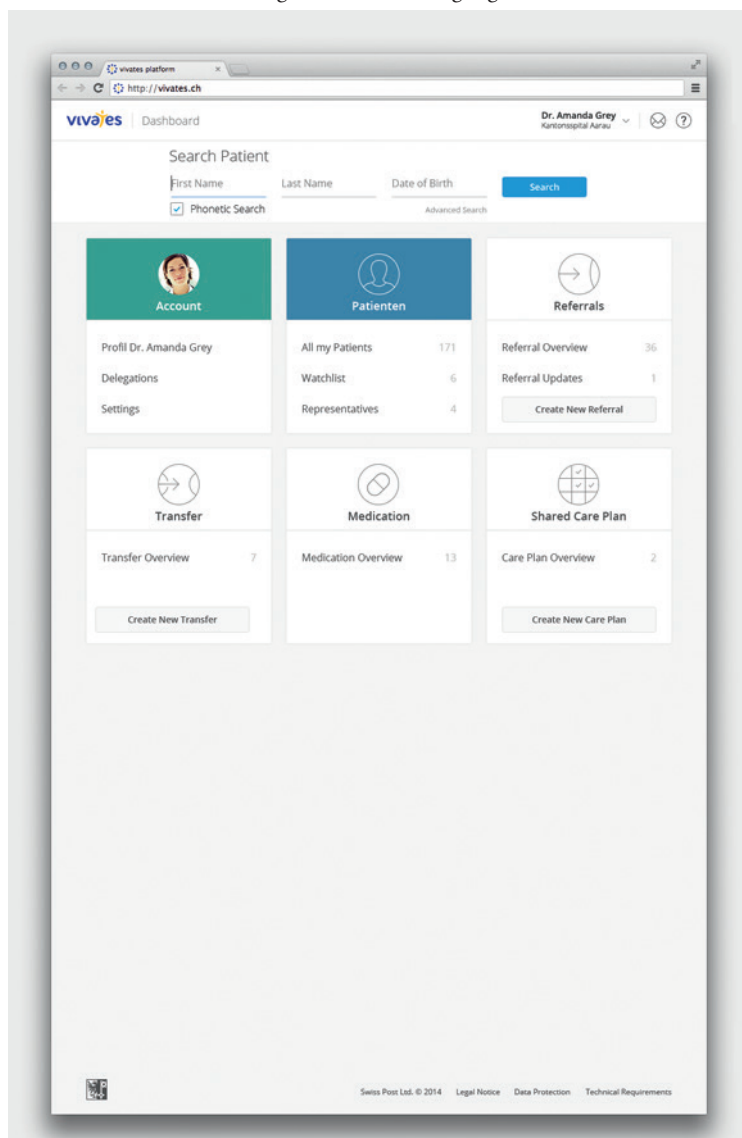 vivates platform
http://vivates.ch
vivates Dashboard
Dr. Amanda Grey
Kantonsspital Aarau
Search Patient
First Name Last Name Date of Birth Search
Phonetic Search Advanced Search
Account Patienten Referrals
Profil Dr. Amanda Grey All my Patients 171 Referral Overview 36
Delegations Watchlist 6 Referral Updates 1
Settings Representatives 4 Create New Referral
Transfer Medication Shared Care Plan
Transfer Overview 7 Medication Overview 13 Care Plan Overview 2
Create New Transfer Create New Care Plan
Swiss Post Ltd. © 2014 Legal Notice Data Protection Technical Requirements